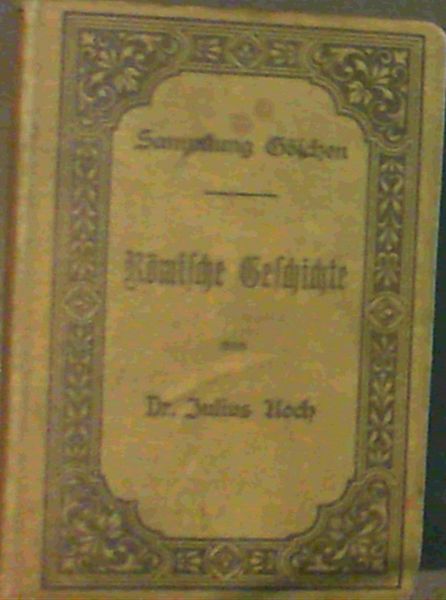 Sammlung Göschen
Römische Geschichte
von
Dr. Julius Koch